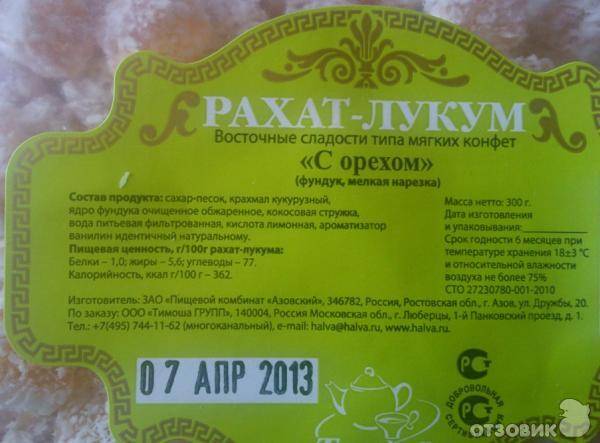 РАХАТ-ЛУКУМ
Восточные сладости типа мягких конфет
«С орехом»
(фундук, мелкая нарезка)
Состав продукта: сахар-песок, крахмал кукурузный,
ядро фундука очищенное обжаренное, кокосовая стружка,
вода питьевая фильтрованная, кислота лимонная, ароматизатор
ванилин идентичный натуральному.
Пищевая ценность, г/100г рахат-лукума:
Белки – 1,0; жиры – 5,6; углеводы – 77.
Калорийность, ккал г/100 г – 362.
Масса нетто: 300 г.
Дата изготовления
и упаковывания:
Срок годности 6 месяцев при
температуре хранения 18±3 °С
и относительной влажности
воздуха не более 75%
СТО 27230780-001-2010
Изготовитель: ЗАО «Пищевой комбинат «Азовский», 346782, Россия, Ростовская обл., г. Азов, ул. Дружбы, 20.
По заказу: ООО «Тимоша ГРУПП», 140004, Россия Московская обл., г. Люберцы, 1-й Панковский проезд, д. 1.
Тел.: +7(495) 744-11-62 (многоканальный), e-mail: halva@halva.ru, www.halva.ru
07 АПР 2013
ДОБРОВОЛЬНАЯ
ОТЗОВИК